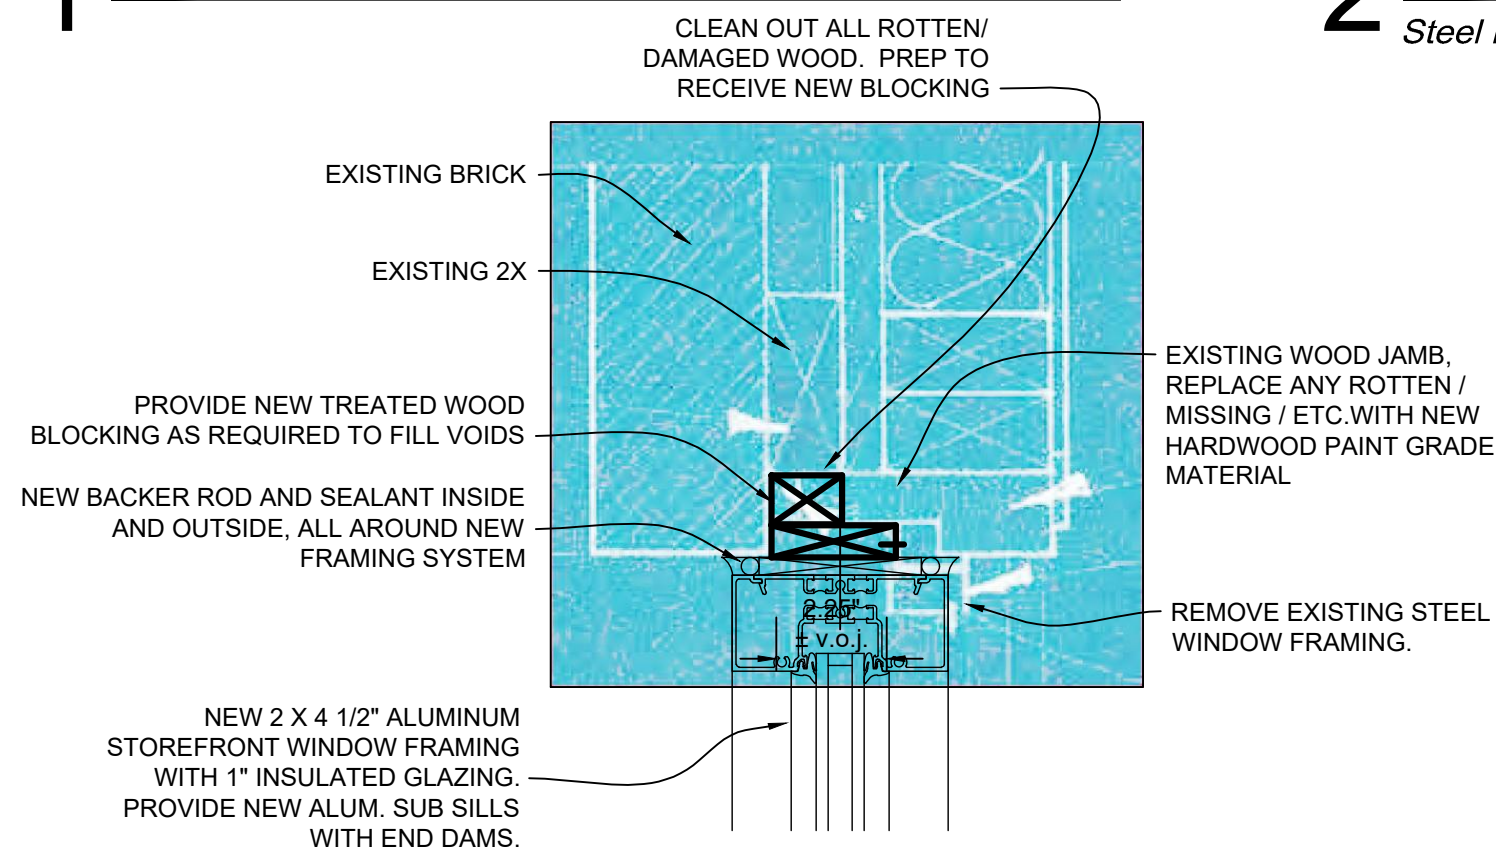 1
2
Steel
CLEAN OUT ALL ROTTEN/
DAMAGED WOOD. PREP TO
RECEIVE NEW BLOCKING
EXISTING BRICK
EXISTING 2X
PROVIDE NEW TREATED WOOD
BLOCKING AS REQUIRED TO FILL VOIDS
NEW BACKER ROD AND SEALANT INSIDE
AND OUTSIDE, ALL AROUND NEW
FRAMING SYSTEM
EXISTING WOOD JAMB,
REPLACE ANY ROTTEN /
MISSING / ETC.WITH NEW
HARDWOOD PAINT GRADE
MATERIAL
2.25"
± v.o.j.
REMOVE EXISTING STEEL
WINDOW FRAMING.
NEW 2 X 4 1/2" ALUMINUM
STOREFRONT WINDOW FRAMING
WITH 1" INSULATED GLAZING.
PROVIDE NEW ALUM. SUB SILLS
WITH END DAMS.